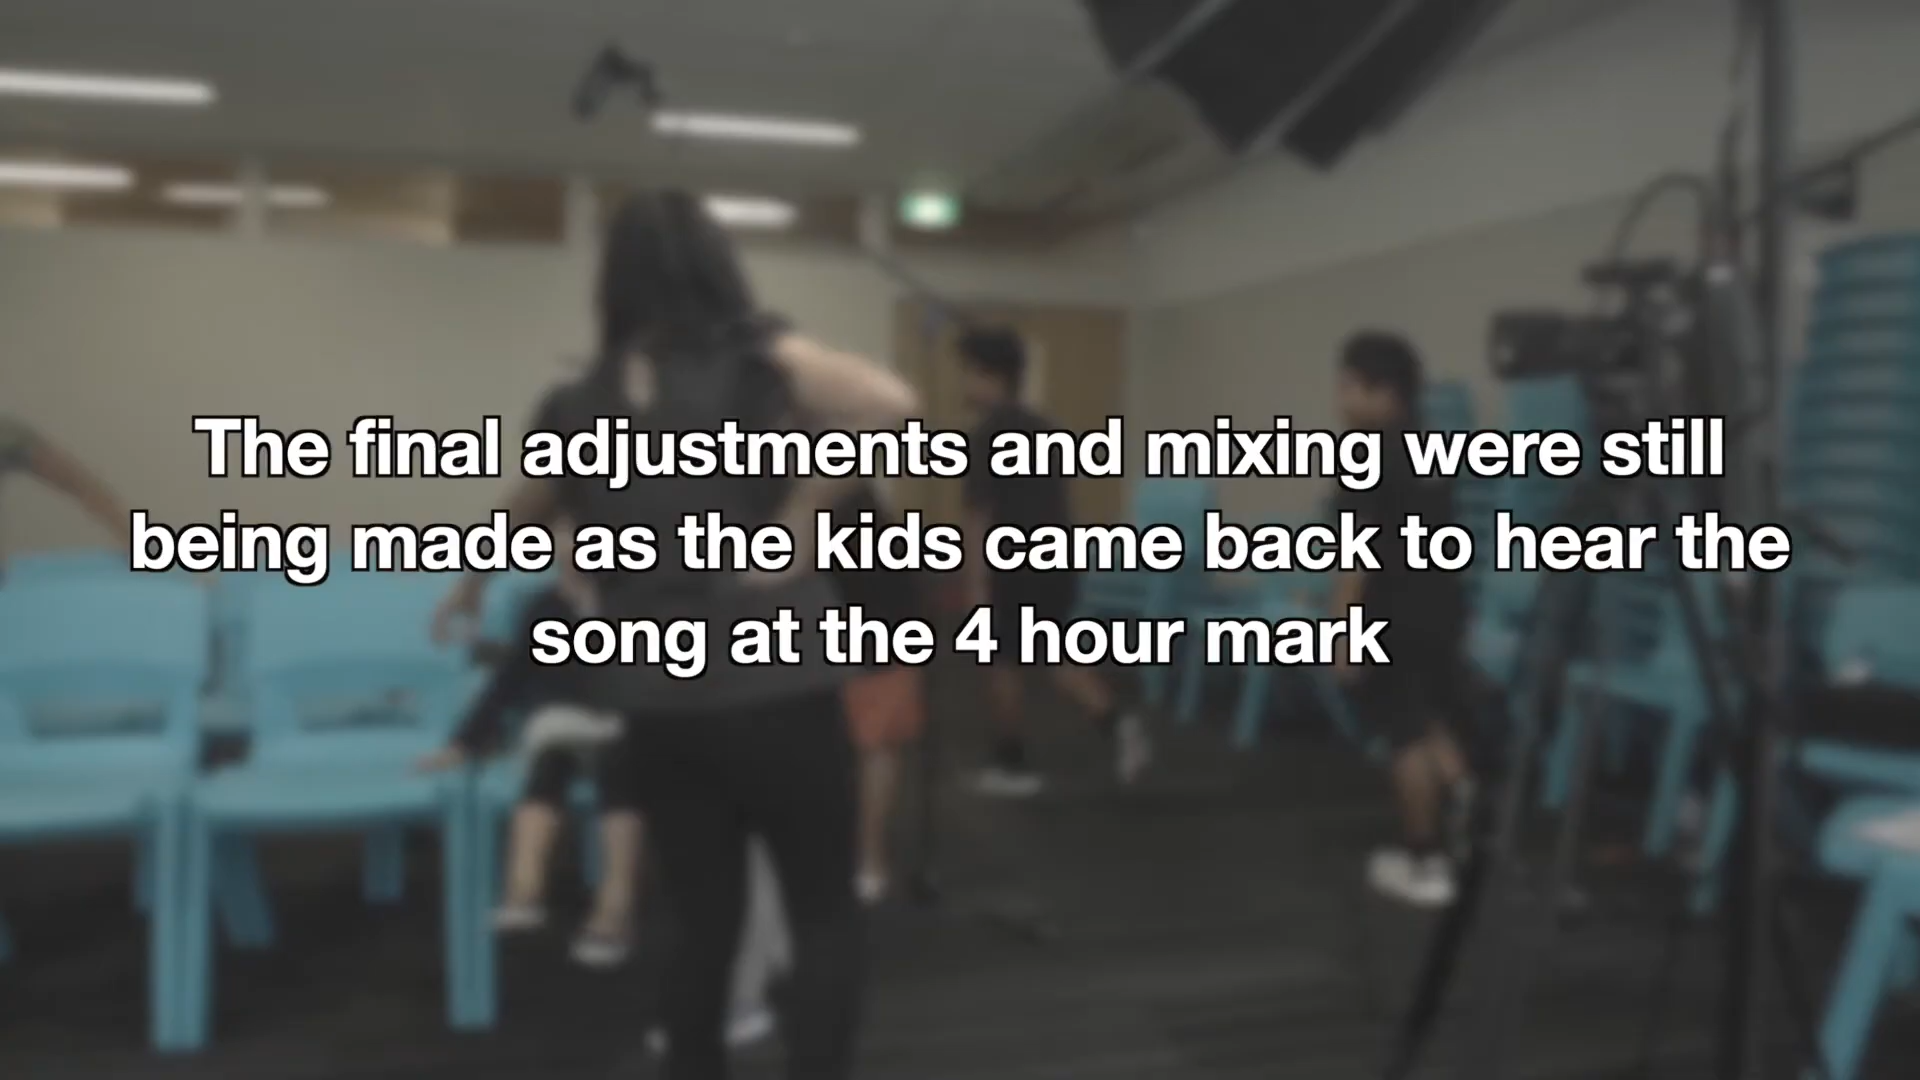 The final adjustments and mixing were still
being made as the kids came back to hear the
song at the 4 hour mark